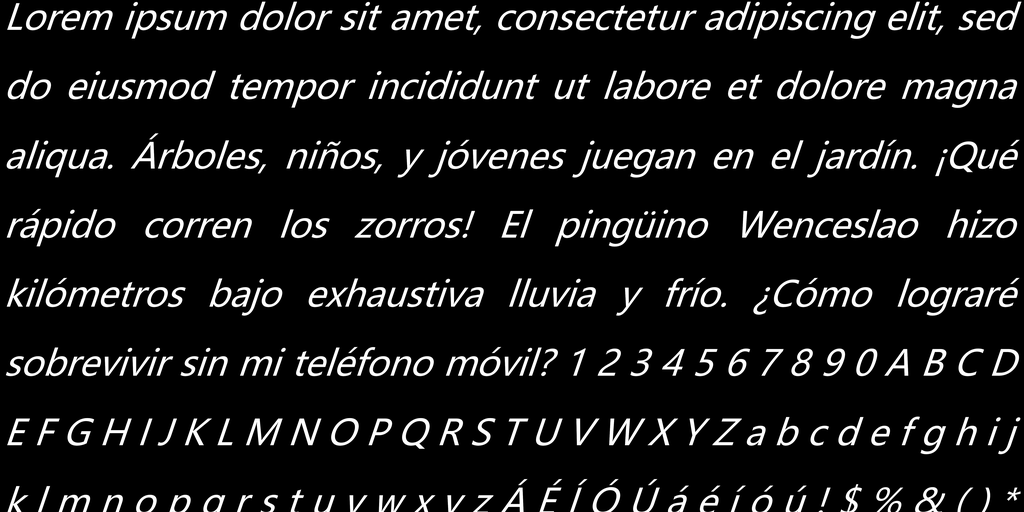 Lorem ipsum dolor sit amet, consectetur adipiscing elit, sed
do eiusmod tempor incididunt ut labore et dolore magna
aliqua. Árboles, niños, y jóvenes juegan en el jardín. ¡Qué
rápido corren los zorros! El pingüino Wenceslao hizo
kilómetros bajo exhaustiva lluvia y frío. ¿Cómo lograré
sobrevivir sin mi teléfono móvil? 1 2 3 4 5 6 7 8 9 0 A B C D
E F G H I J K L M N O P Q R S T U V W X Y Z a b c d e f g h i j
k l m n o p q r s t u v w x y z Á É Í Ó Ú á é í ó ú ! $ % & ( ) *